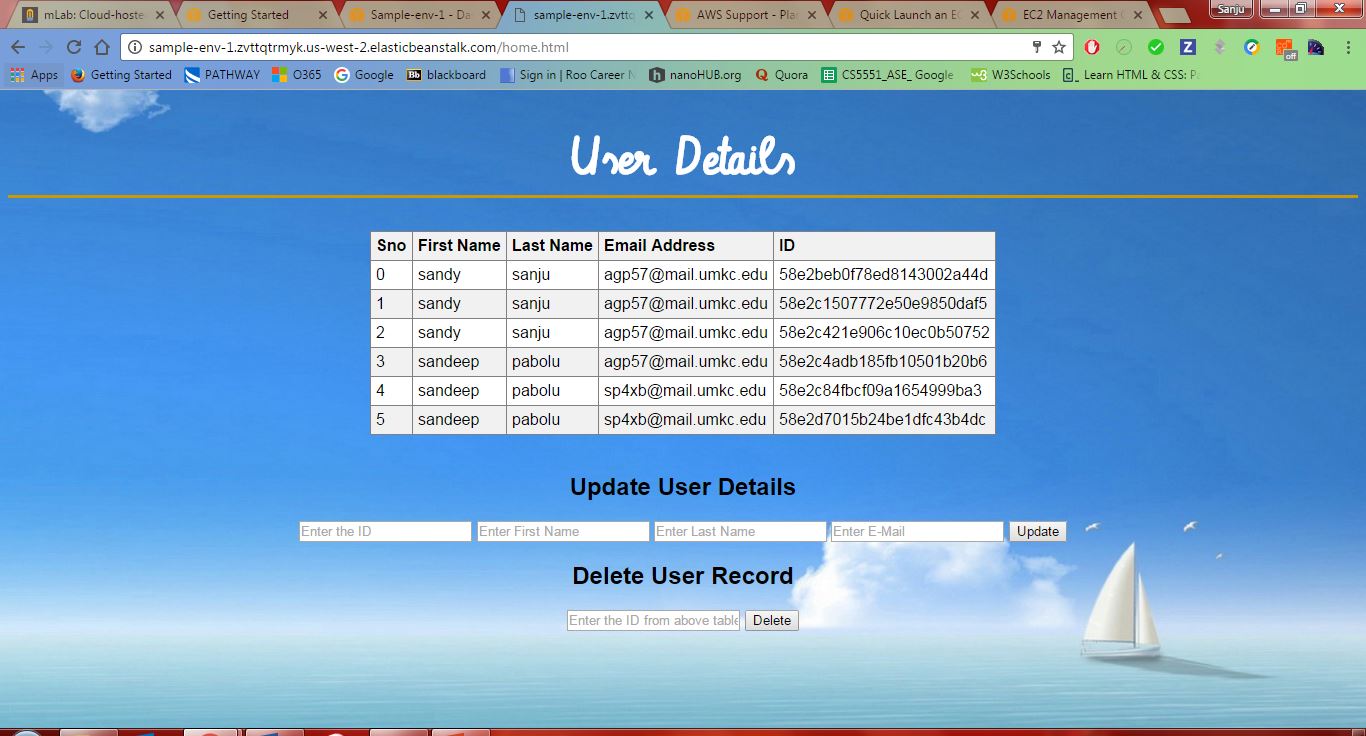 mLab: Cloud-hoste
Getting Started
Sample-env-1 - Da
sample-env-1.zvttq
AWS Support - Pla
Quick Launch an EC
EC2 Management C
Sanju
sample-env-1.zvttqtrmyk.us-west-2.elasticbeanstalk.com/home.html
off
Apps Getting Started PATHWAY O365 Google Bb blackboard Sign in | Roo Career N nanoHUB.org Quora CS5551_ASE_ Google W3Schools Learn HTML & CSS: Pa
User Details
Sno First Name Last Name Email Address ID
0 sandy sanju agp57@mail.umkc.edu 58e2beb0f78ed8143002a44d
1 sandy sanju agp57@mail.umkc.edu 58e2c1507772e50e9850daf5
2 sandy sanju agp57@mail.umkc.edu 58e2c421e906c10ec0b50752
3 sandeep pabolu agp57@mail.umkc.edu 58e2c4adb185fb10501b20b6
4 sandeep pabolu sp4xb@mail.umkc.edu 58e2c84fbcf09a1654999ba3
5 sandeep pabolu sp4xb@mail.umkc.edu 58e2d7015b24be1dfc43b4dc
Update User Details
Enter the ID Enter First Name Enter Last Name Enter E-Mail Update
Delete User Record
Enter the ID from above table Delete